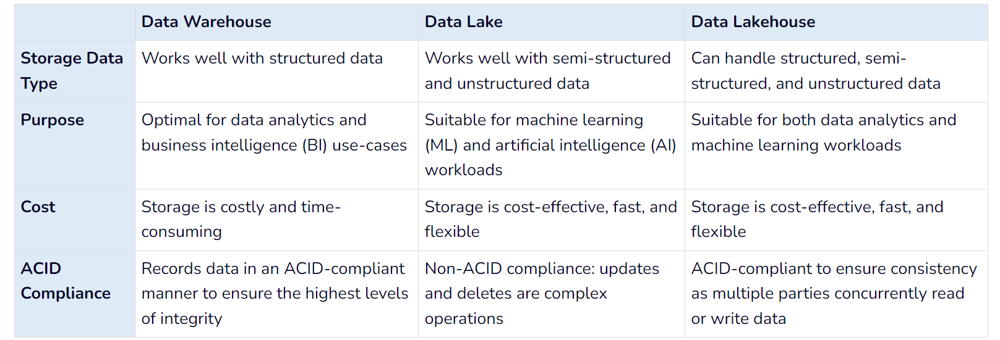 Data Warehouse
Data Lake
Data Lakehouse
Storage Data
Type
Works well with structured data
Works well with semi-structured
and unstructured data
Can handle structured, semi-
structured, and unstructured data
Purpose
Optimal for data analytics and
business intelligence (BI) use-cases
Suitable for machine learning
(ML) and artificial intelligence (AI)
workloads
Suitable for both data analytics and
machine learning workloads
Cost
Storage is costly and time-
consuming
Storage is cost-effective, fast, and
flexible
Storage is cost-effective, fast, and
flexible
ACID
Compliance
Records data in an ACID-compliant
manner to ensure the highest levels
of integrity
Non-ACID compliance: updates
and deletes are complex
operations
ACID-compliant to ensure consistency
as multiple parties concurrently read
or write data